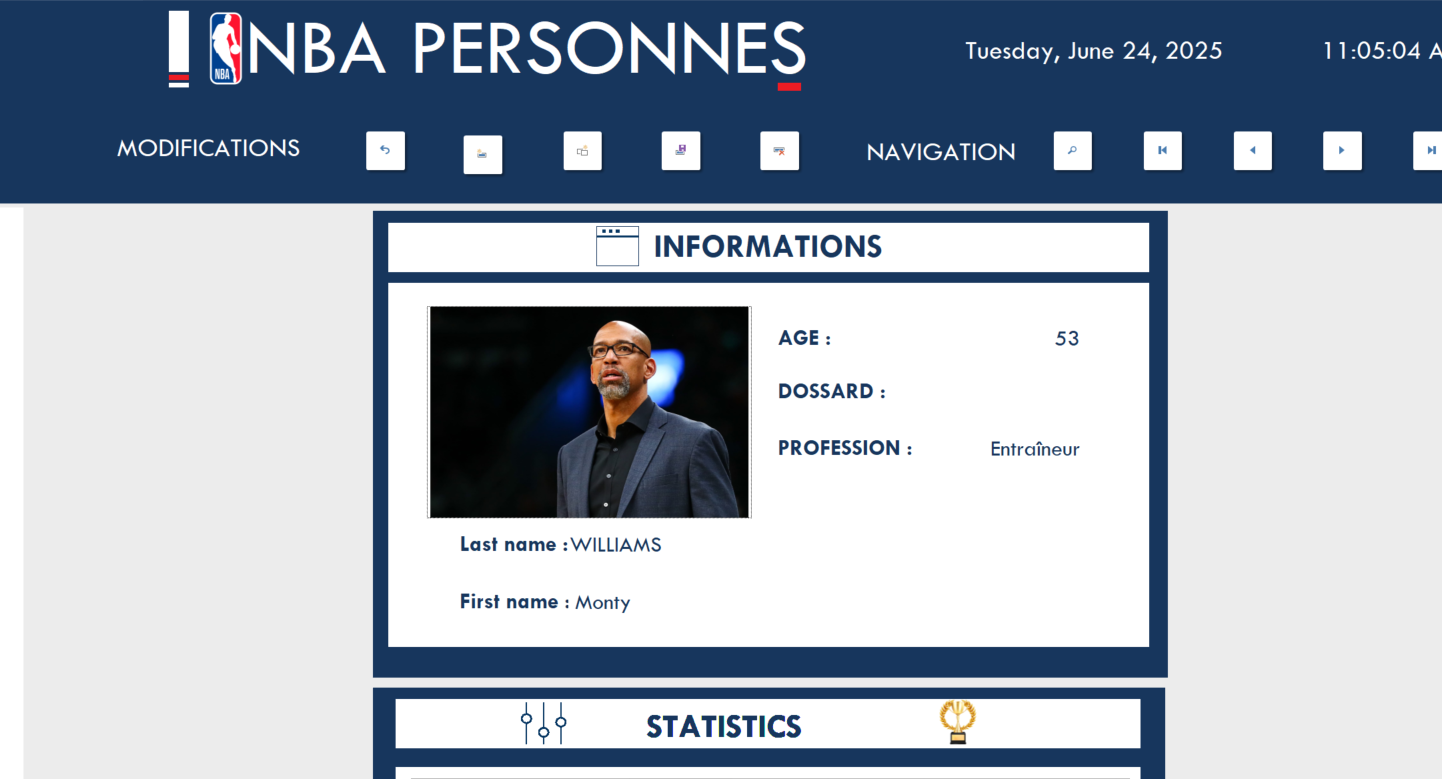 NBA PERSONNES
Tuesday, June 24, 2025
11:05:04 A
NBA
MODIFICATIONS
NAVIGATION
INFORMATIONS
AGE : 53
DOSSARD :
PROFESSION : Entraîneur
Last name :WILLIAMS
First name : Monty
STATISTICS